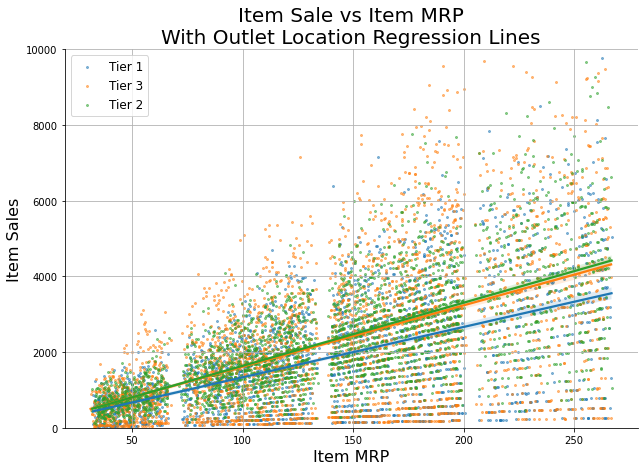 Item Sale vs Item MRP
With Outlet Location Regression Lines
Tier 1
Tier 3
Tier 2
10000
8000
6000
4000
2000
0
Item Sales
50
100
150
200
250
Item MRP